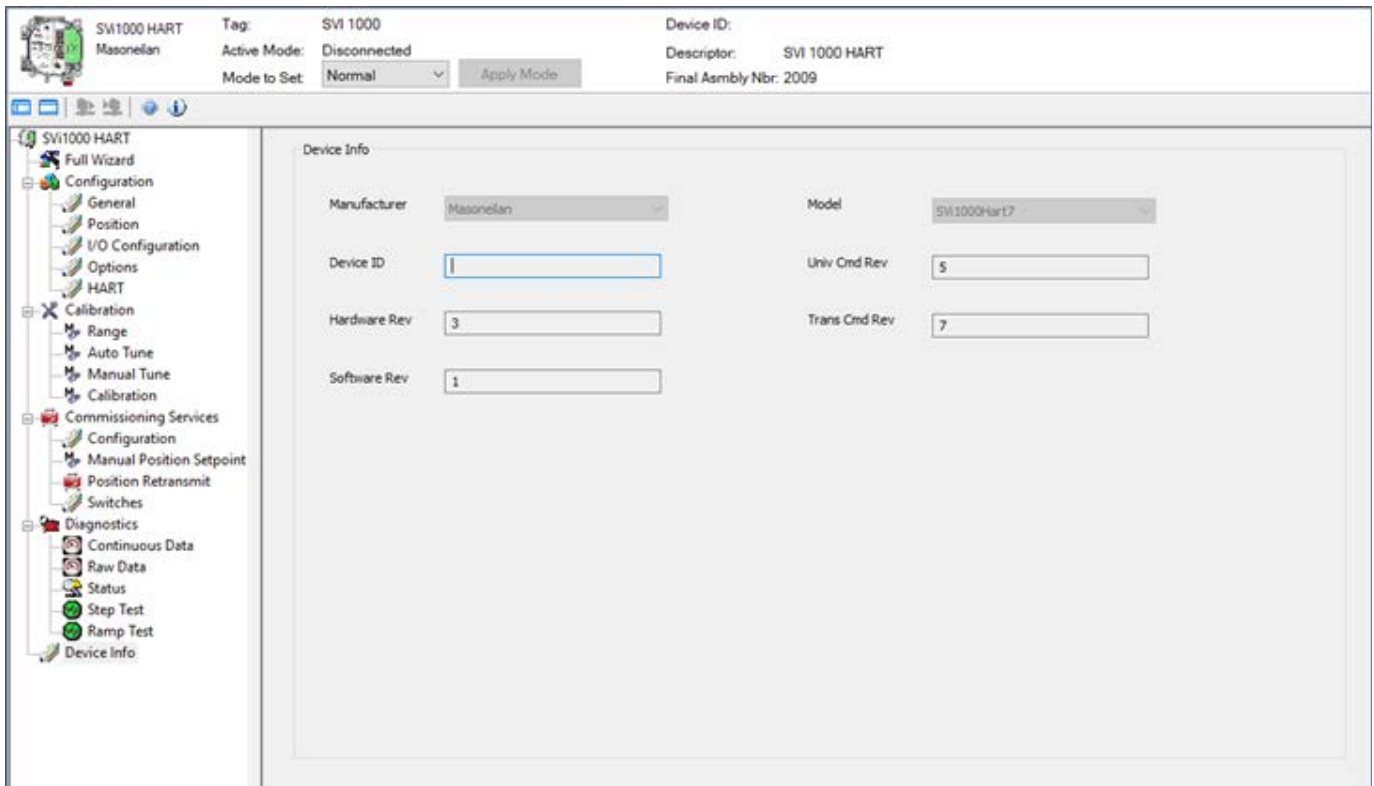 SVi1000 HART
Masoneilan
Tag: SVI 1000
Active Mode: Disconnected
Mode to Set: Normal Apply Mode
Device ID:
Descriptor: SVI 1000 HART
Final Asmbly Nbr: 2009
SVi1000 HART
Full Wizard
Configuration
General
Position
I/O Configuration
Options
HART
Calibration
Range
Auto Tune
Manual Tune
Calibration
Commissioning Services
Configuration
Manual Position Setpoint
Position Retransmit
Switches
Diagnostics
Continuous Data
Raw Data
Status
Step Test
Ramp Test
Device Info
Device Info
Manufacturer Masoneilan
Model SVi1000Hart7
Device ID
Univ Cmd Rev 5
Hardware Rev 3
Trans Cmd Rev 7
Software Rev 1